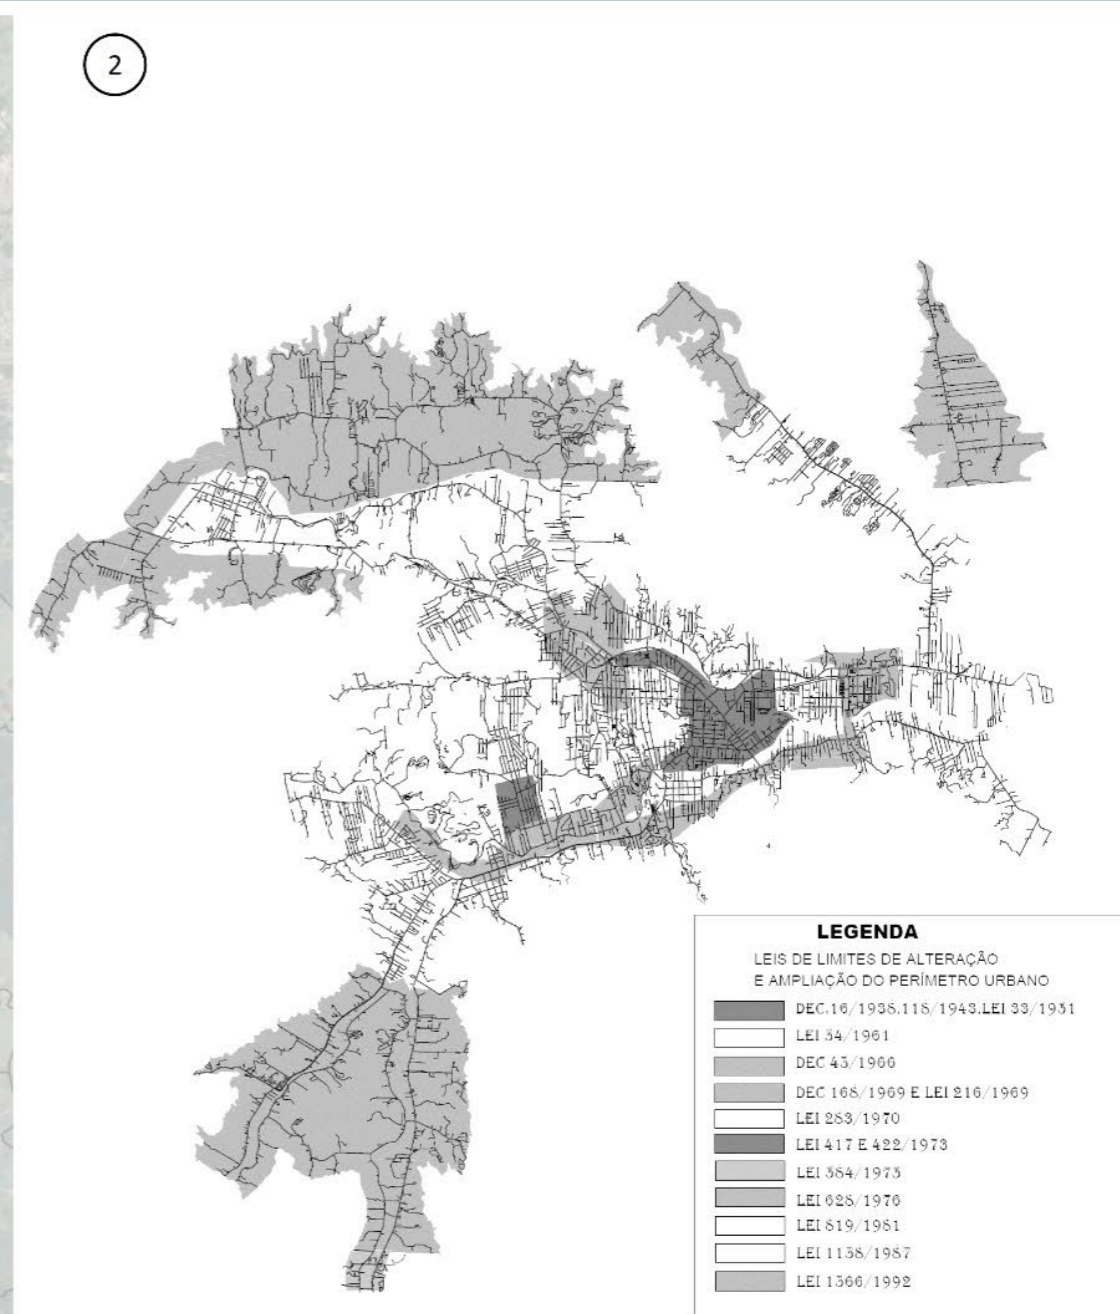 2
LEGENDA
LEIS DE LIMITES DE ALTERAÇÃO
E AMPLIAÇÃO DO PERÍMETRO URBANO
DEC.16/1938.118/1943.LEI 33/1951
LEI 54/1961
DEC 43/1966
DEC 168/1969 E LEI 216/1969
LEI 283/1970
LEI 417 E 422/1973
LEI 584/1975
LEI 628/1976
LEI 819/1981
LEI 1138/1987
LEI 1366/1992